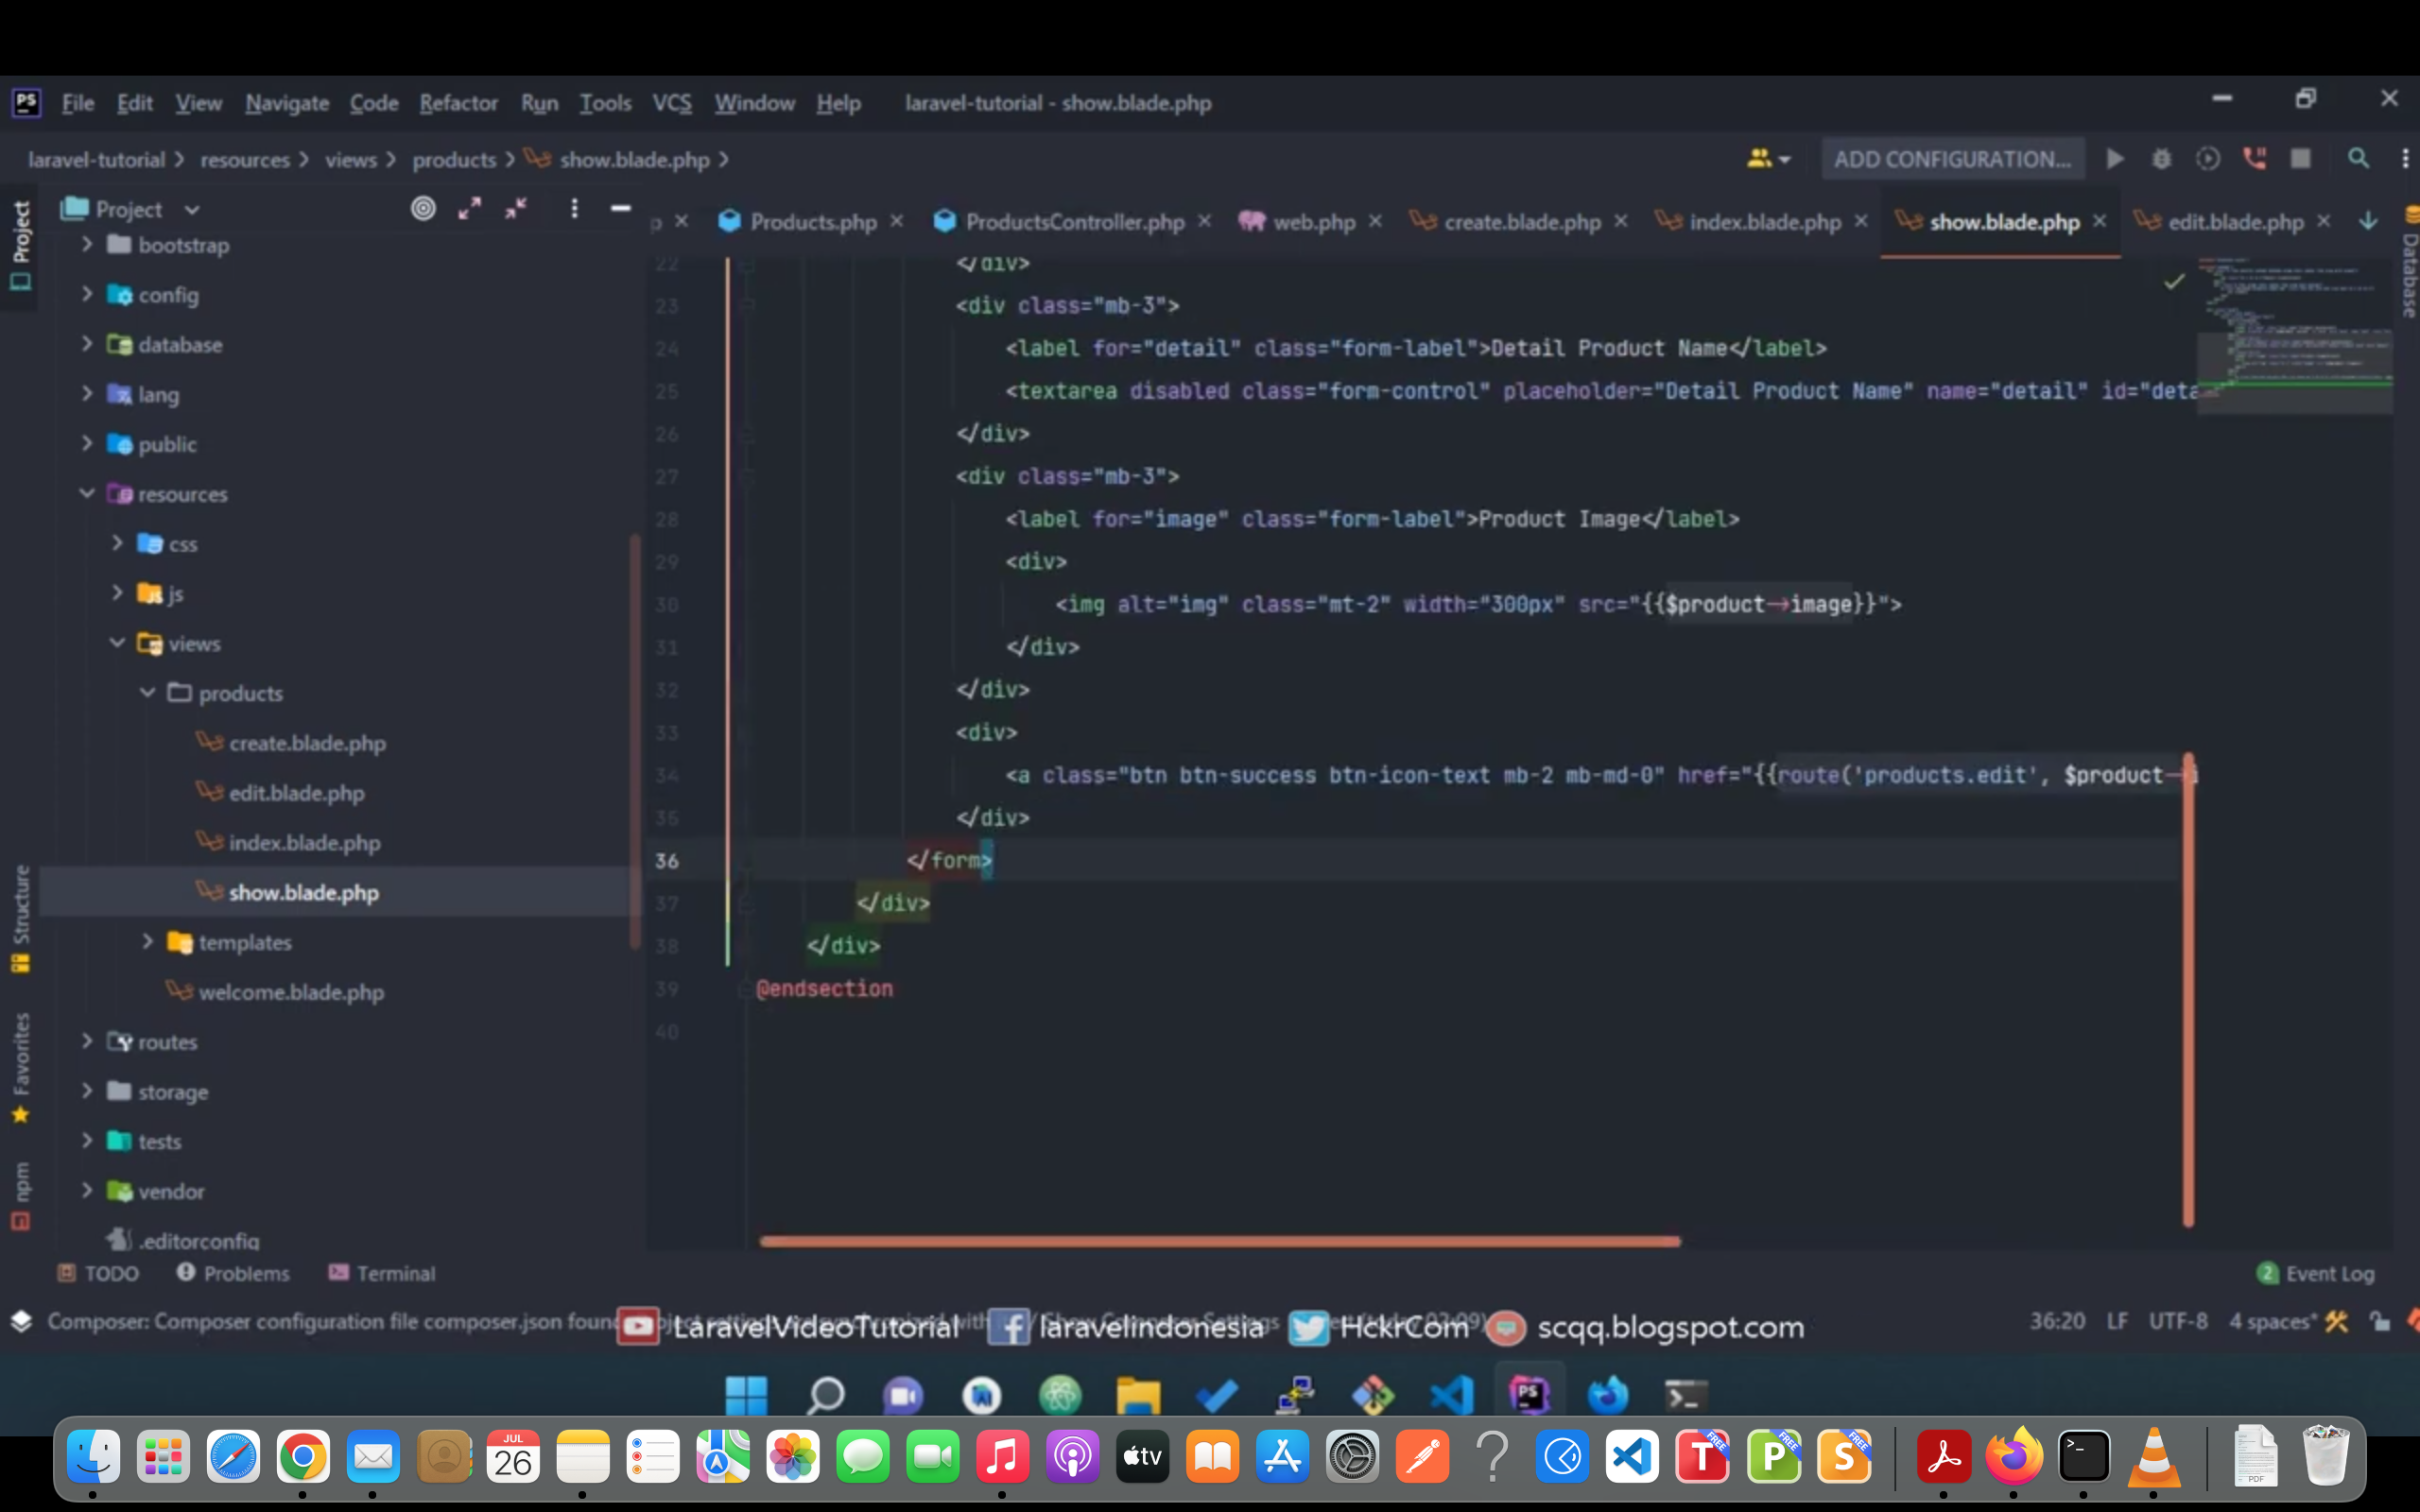 PS File Edit View Navigate Code Refactor Run Tools VCS Window Help laravel-tutorial - show.blade.php
laravel-tutorial > resources > views > products > show.blade.php >
ADD CONFIGURATION...
Project
Products.php
ProductsController.php
web.php
create.blade.php
index.blade.php
show.blade.php
edit.blade.php
Project
Structure
Favorites
npm
Database
bootstrap
config
database
lang
public
resources
css
js
views
products
create.blade.php
edit.blade.php
index.blade.php
show.blade.php
templates
welcome.blade.php
routes
storage
tests
vendor
.editorconfig
22 </div>
23 <div class="mb-3">
24 <label for="detail" class="form-label">Detail Product Name</label>
25 <textarea disabled class="form-control" placeholder="Detail Product Name" name="detail" id="deta
26 </div>
27 <div class="mb-3">
28 <label for="image" class="form-label">Product Image</label>
29 <div>
30 <img alt="img" class="mt-2" width="300px" src="{{$product->image}}">
31 </div>
32 </div>
33 <div>
34 <a class="btn btn-success btn-icon-text mb-2 mb-md-0" href="{{route('products.edit', $product->i
35 </div>
36 </form>
37 </div>
38 </div>
39 @endsection
40
TODO Problems Terminal
2 Event Log
Composer: Composer configuration file composer.json
LaravelVideoTutorial laravelindonesia HckrCom scqq.blogspot.com
36:20 LF UTF-8 4 spaces*
PS
JUL
26
tv
T FREE
P FREE
S FREE
PDF